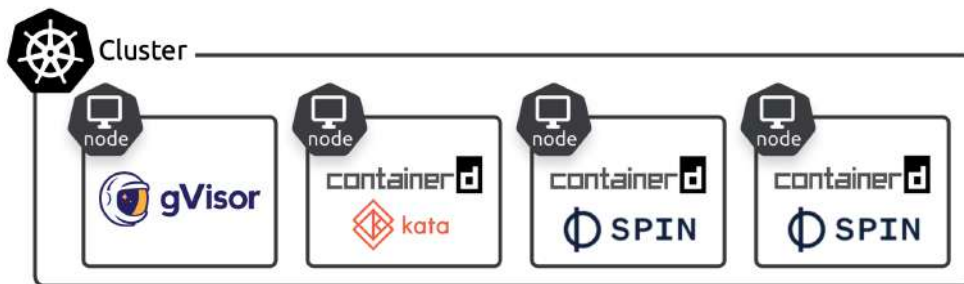 Cluster
node
gVisor
node
containerd
kata
node
containerd
SPIN
node
containerd
SPIN